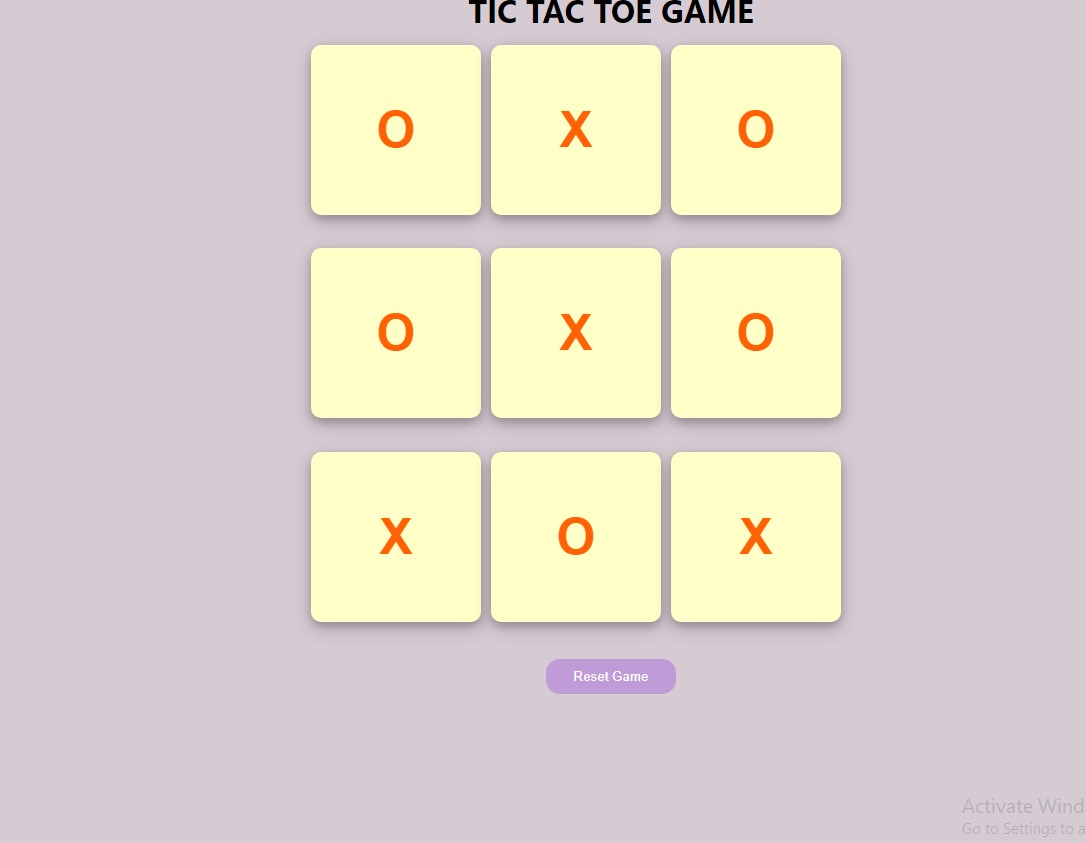 TIC TAC TOE GAME
O X O
O X O
X O X
Reset Game
Activate Wind
Go to Settings to a